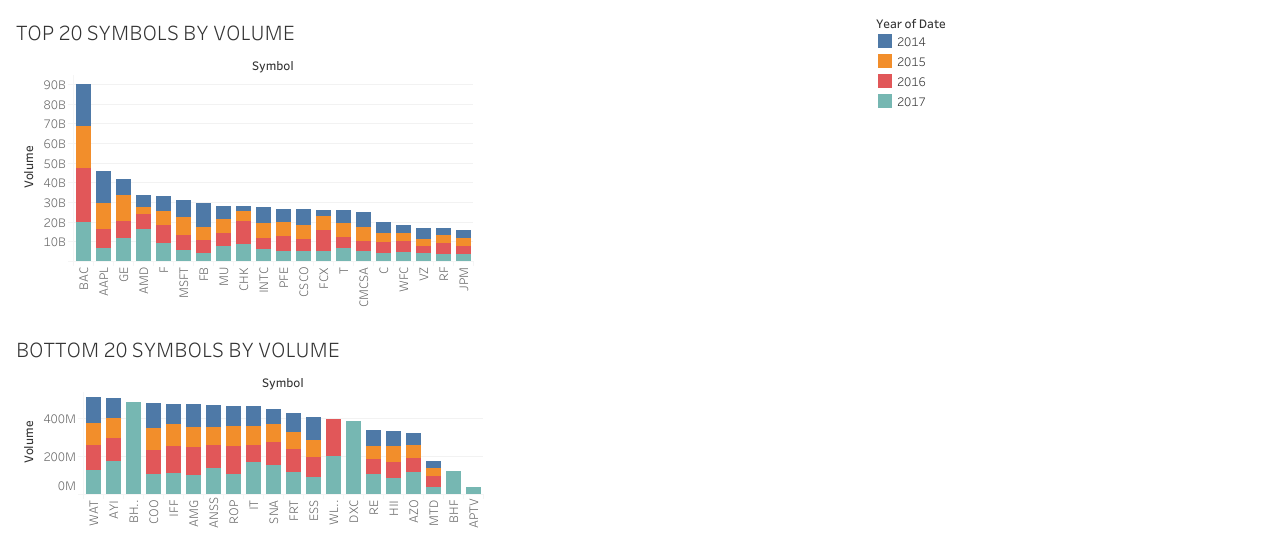 TOP 20 SYMBOLS BY VOLUME
Symbol
Volume
90B
80B
70B
60B
50B
40B
30B
20B
10B
BAC
AAPL
GE
AMD
F
MSFT
FB
MU
CHK
INTC
PFE
CSCO
FCX
T
CMCSA
C
WFC
VZ
RF
JPM
Year of Date
2014
2015
2016
2017
BOTTOM 20 SYMBOLS BY VOLUME
Symbol
Volume
400M
200M
0M
WAT
AYI
BH..
COO
IFF
AMG
ANSS
ROP
IT
SNA
FRT
ESS
WL..
DXC
RE
HII
AZO
MTD
BHF
APTV